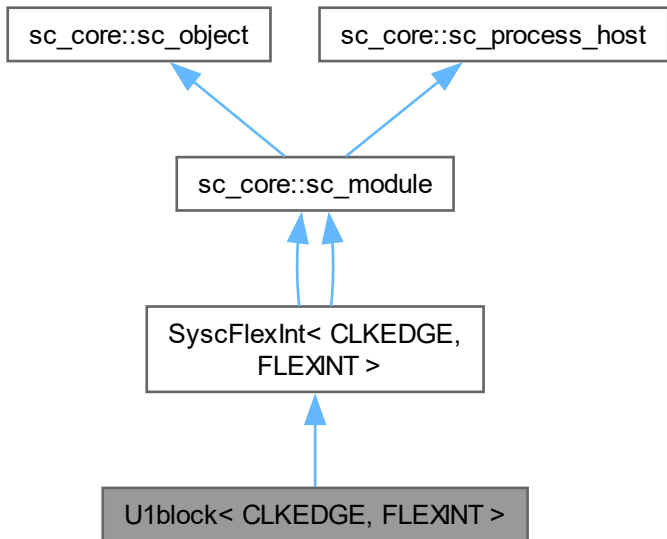 sc_core::sc_object
sc_core::sc_process_host
sc_core::sc_module
SyscFlexInt< CLKEDGE,
FLEXINT >
U1block< CLKEDGE, FLEXINT >